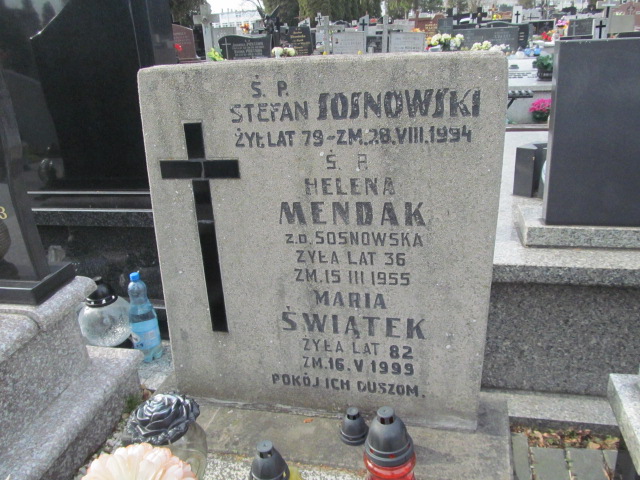 Ś. P.
STEFAN SOSNOWSKI
ŻYŁ LAT 79-ZM.28.VIII.1994
Ś. P.
HELENA
MENDAK
z.d. SOSNOWSKA
ŻYŁA LAT 36
ZM.15 III 1955
MARIA
ŚWIĄTEK
ŻYŁA LAT 82
ZM.16.V 1999
POKÓJ ICH DUSZOM.